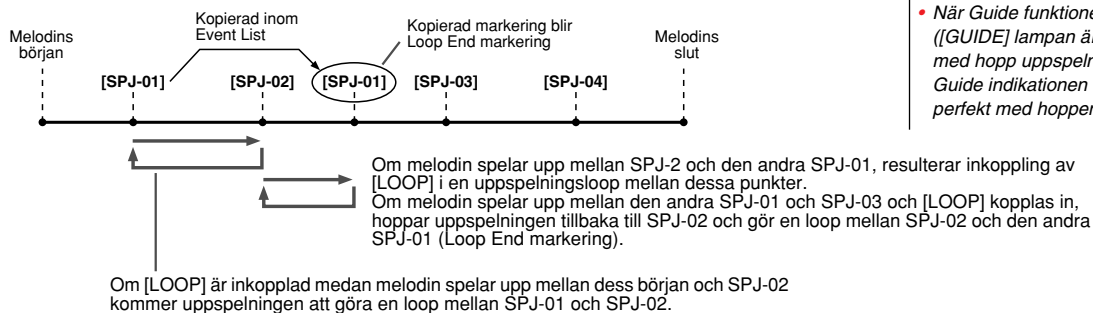 Melodins
början
Kopierad inom
Event List
Kopierad markering blir
Loop End markering
Melodins
slut
[SPJ-01]
[SPJ-02]
[SPJ-01]
[SPJ-03]
[SPJ-04]
Om melodin spelar upp mellan SPJ-2 och den andra SPJ-01, resulterar inkoppling av
[LOOP] i en uppspelningsloop mellan dessa punkter.
Om melodin spelar upp mellan den andra SPJ-01 och SPJ-03 och [LOOP] kopplas in,
hoppar uppspelningen tillbaka till SPJ-02 och gör en loop mellan SPJ-02 och den andra
SPJ-01 (Loop End markering).
Om [LOOP] är inkopplad medan melodin spelar upp mellan dess början och SPJ-02
kommer uppspelningen att göra en loop mellan SPJ-01 och SPJ-02.
• När Guide
([GUIDE] lampan
med hopp
Guide indikationen
perfekt med